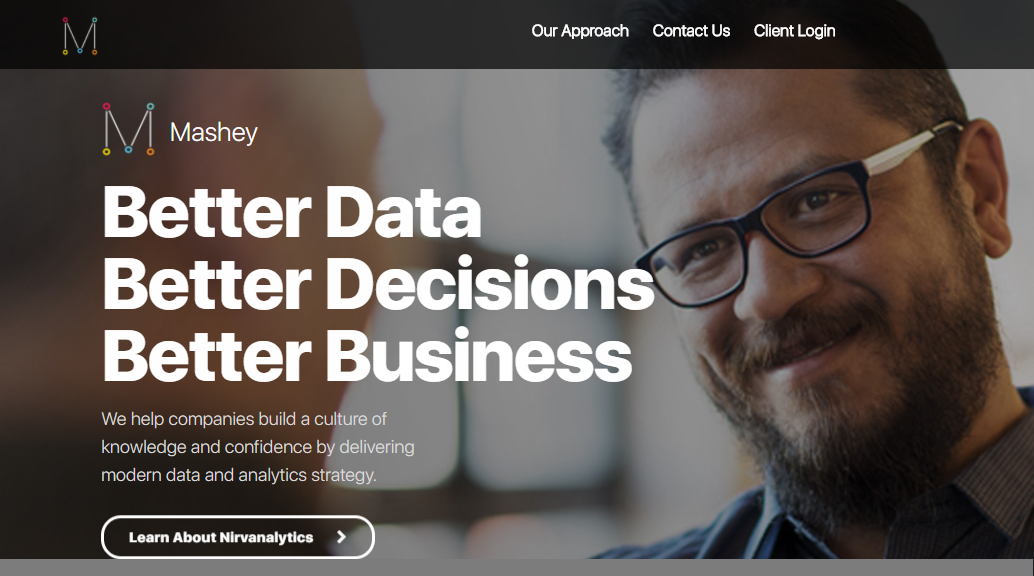 Our Approach Contact Us Client Login
Mashey
Better Data
Better Decisions
Better Business
We help companies build a culture of
knowledge and confidence by delivering
modern data and analytics strategy.
Learn About Nirvanalytics